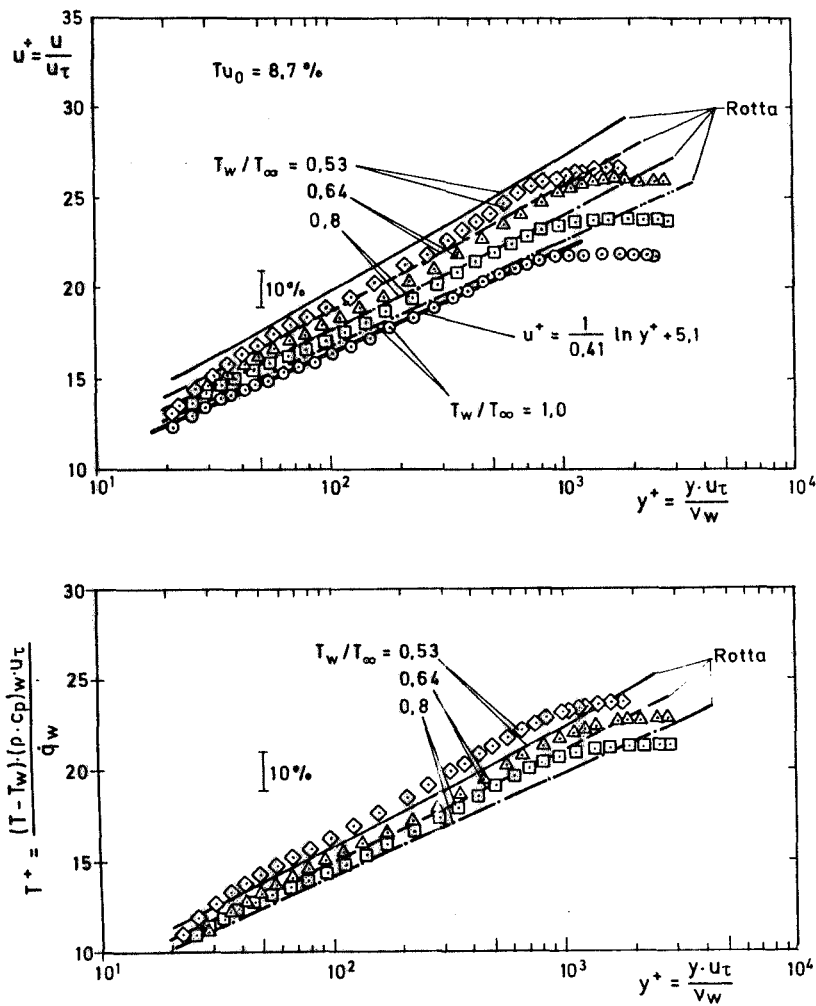 35
u⁺ = u/u_τ
Tu₀ = 8,7 %
30
Rotta
T_w/T_∞ = 0,53
0,64
0,8
25
20
10%
u⁺ = 1/0,41 ln y⁺ + 5,1
15
T_w/T_∞ = 1,0
10
10¹ 10² 10³ 10⁴
y⁺ = y·u_τ/ν_w
30
T_w/T_∞ = 0,53
0,64
0,8
Rotta
25
T⁺ = (T-T_w)·(ρ·c_p)_w·u_τ/q̇_w
20
10%
15
10
10¹ 10² 10³ 10⁴
y⁺ = y·u_τ/ν_w